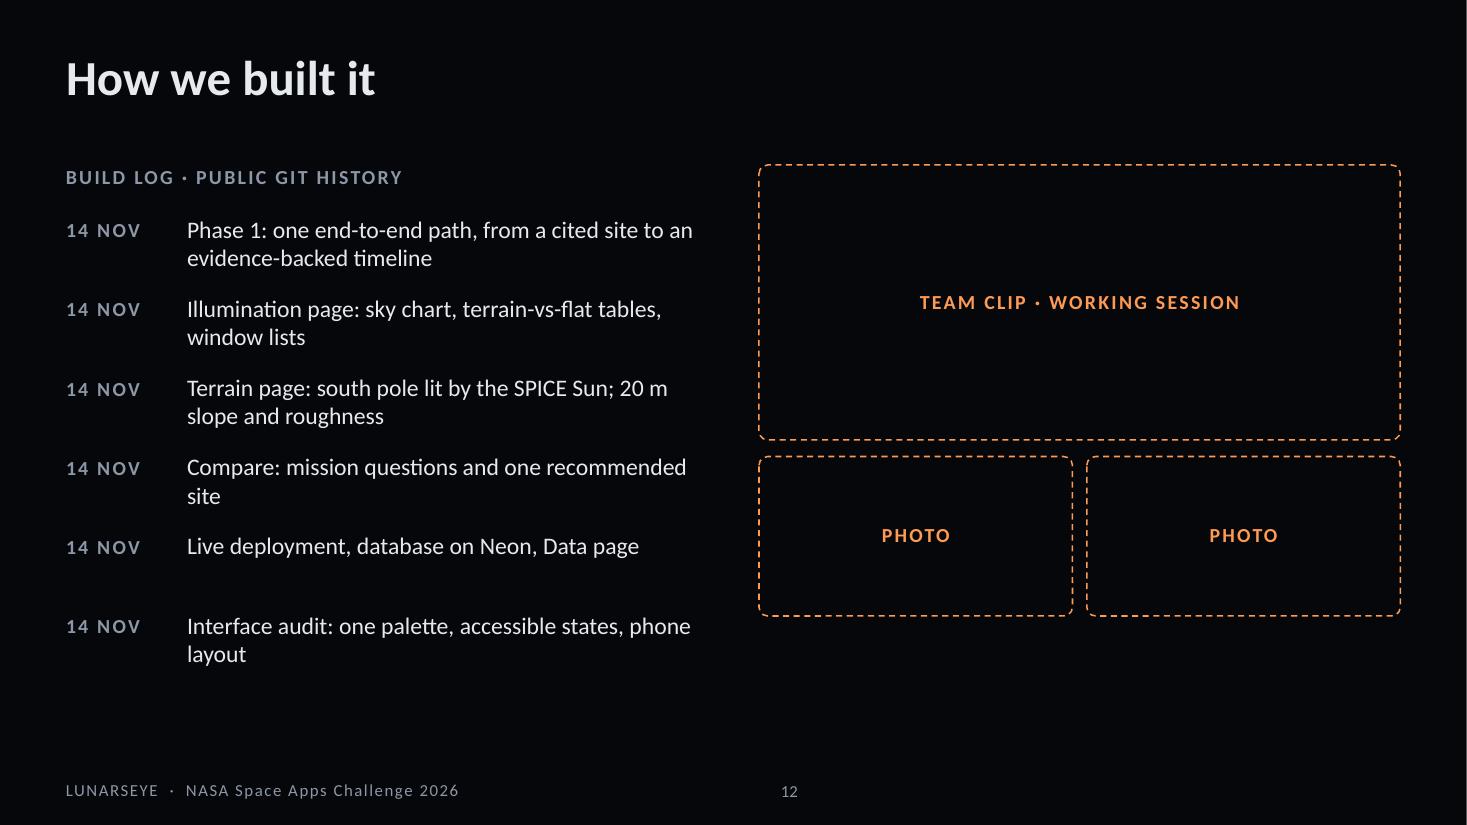 How we built it
BUILD LOG · PUBLIC GIT HISTORY
14 NOV
Phase 1: one end-to-end path, from a cited site to an
evidence-backed timeline
14 NOV
Illumination page: sky chart, terrain-vs-flat tables,
window lists
14 NOV
Terrain page: south pole lit by the SPICE Sun; 20 m
slope and roughness
14 NOV
Compare: mission questions and one recommended
site
14 NOV
Live deployment, database on Neon, Data page
14 NOV
Interface audit: one palette, accessible states, phone
layout
TEAM CLIP · WORKING SESSION
PHOTO
PHOTO
LUNARSEYE · NASA Space Apps Challenge 2026
12